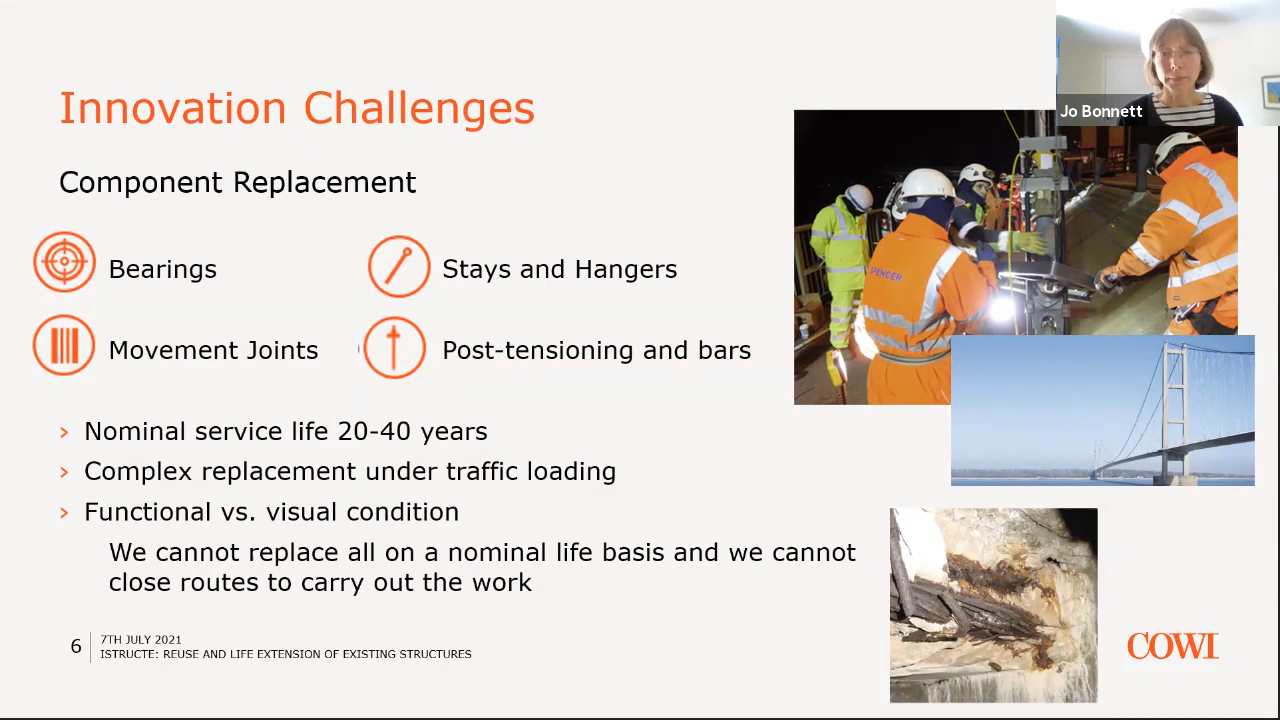 Innovation Challenges
Jo Bonnett
Component Replacement
Bearings
Stays and Hangers
Movement Joints
Post-tensioning and bars
SPENCER
› Nominal service life 20-40 years
› Complex replacement under traffic loading
› Functional vs. visual condition
We cannot replace all on a nominal life basis and we cannot
close routes to carry out the work
6
7TH JULY 2021
ISTRUCTE: REUSE AND LIFE EXTENSION OF EXISTING STRUCTURES
COWI